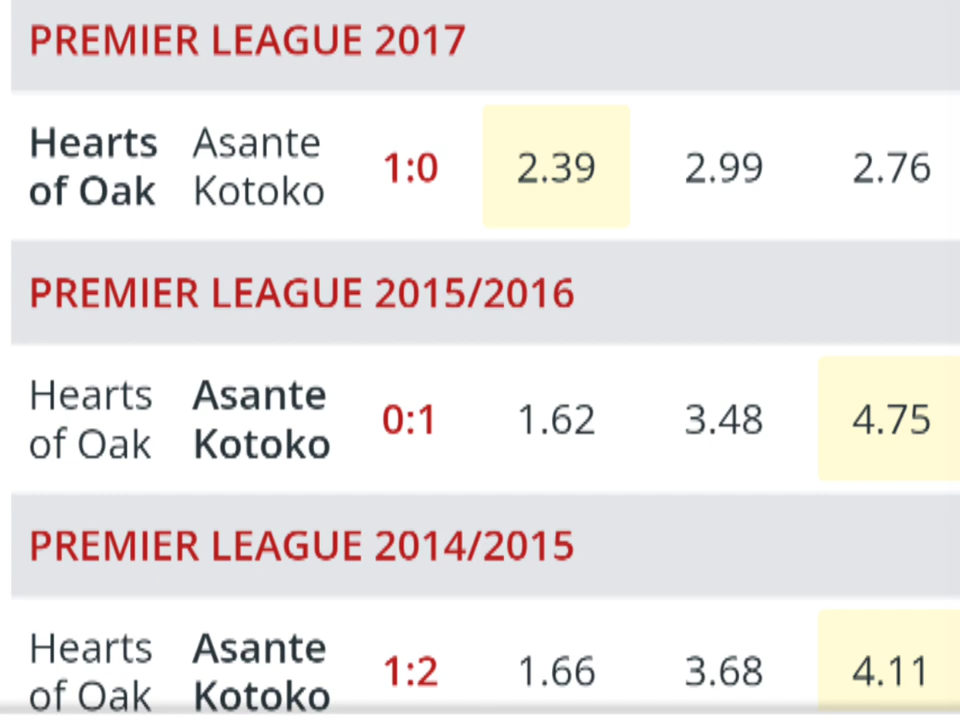 PREMIER LEAGUE 2017
Hearts of Oak Asante Kotoko 1:0 2.39 2.99 2.76
PREMIER LEAGUE 2015/2016
Hearts of Oak Asante Kotoko 0:1 1.62 3.48 4.75
PREMIER LEAGUE 2014/2015
Hearts of Oak Asante Kotoko 1:2 1.66 3.68 4.11